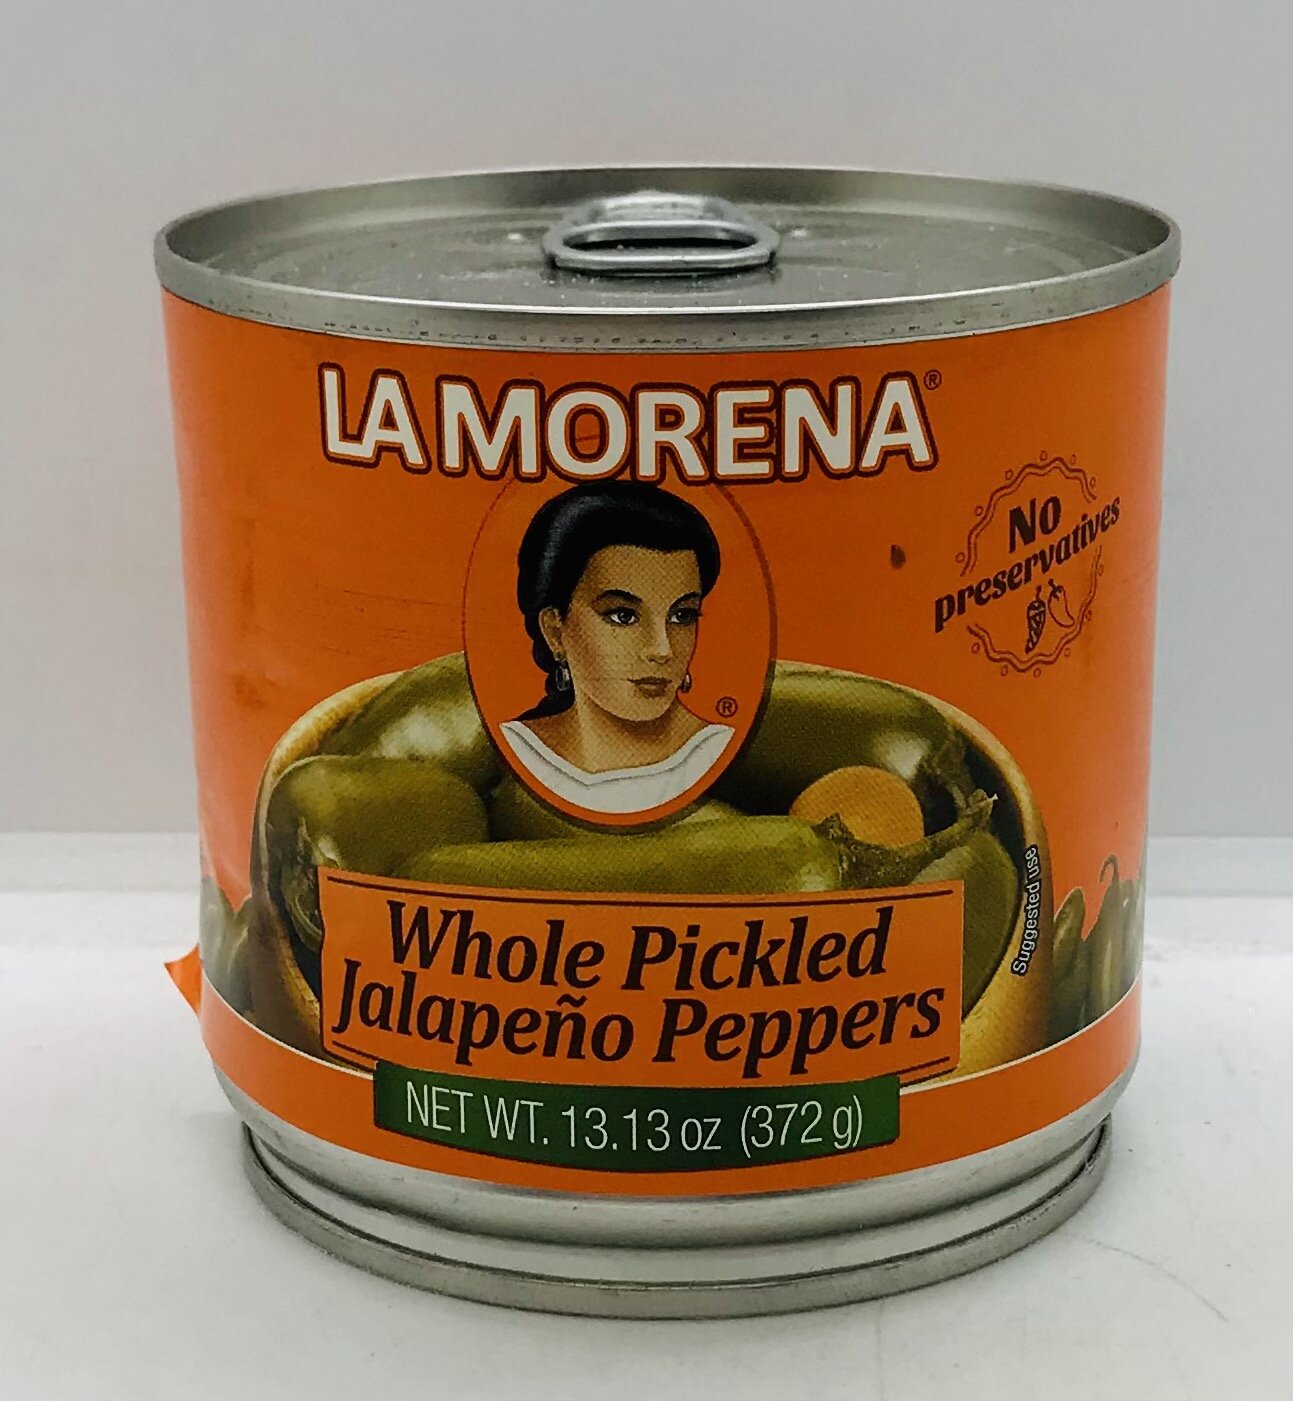 LA MORENA®
No
preservatives
®
Suggested use
Whole Pickled
Jalapeño Peppers
NET WT. 13.13 oz (372 g)